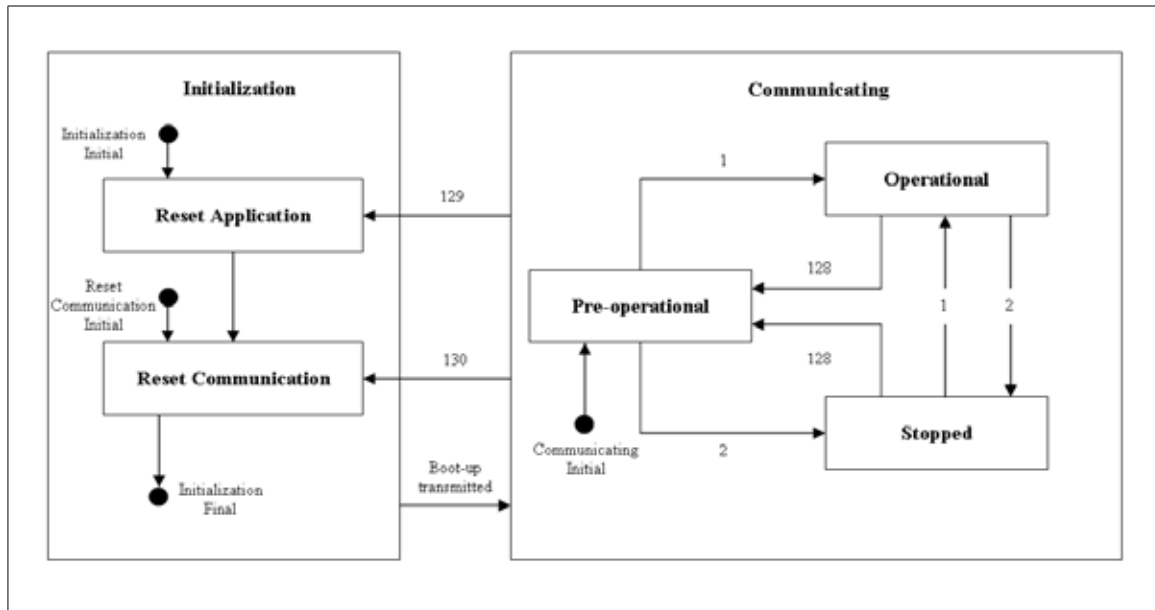 Initialization
Initialization
Initial
Reset Application
Reset
Communication
Initial
Reset Communication
Initialization
Final
129
130
Boot-up
transmitted
Communicating
1
Operational
128
Pre-operational
1
2
128
Communicating
Initial
2
Stopped